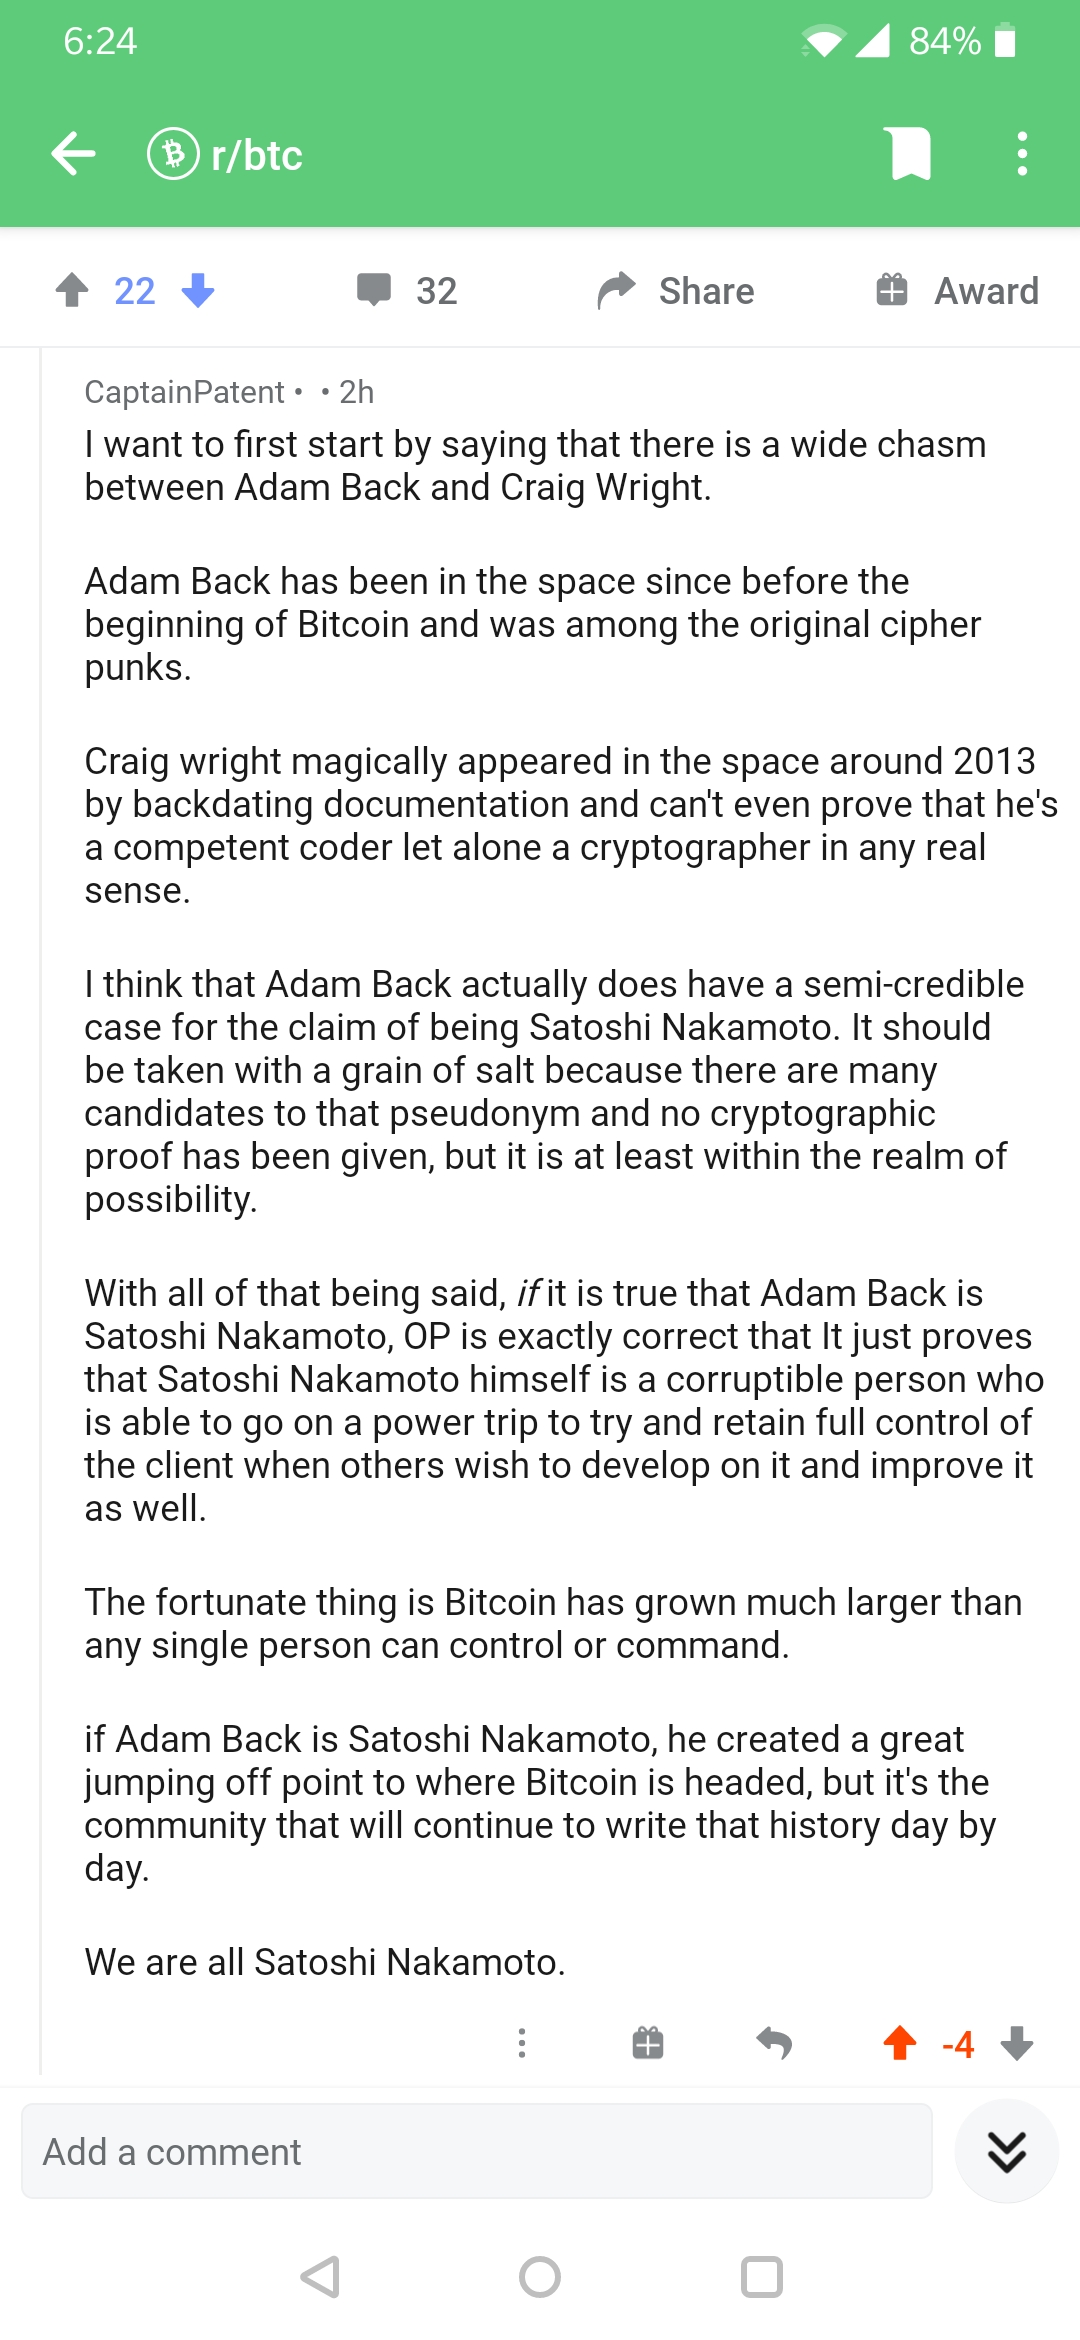 6:24
84%
r/btc
22
32
Share
Award
CaptainPatent • • 2h
I want to first start by saying that there is a wide chasm
between Adam Back and Craig Wright.
Adam Back has been in the space since before the
beginning of Bitcoin and was among the original cipher
punks.
Craig wright magically appeared in the space around 2013
by backdating documentation and can't even prove that he's
a competent coder let alone a cryptographer in any real
sense.
I think that Adam Back actually does have a semi-credible
case for the claim of being Satoshi Nakamoto. It should
be taken with a grain of salt because there are many
candidates to that pseudonym and no cryptographic
proof has been given, but it is at least within the realm of
possibility.
With all of that being said, if it is true that Adam Back is
Satoshi Nakamoto, OP is exactly correct that It just proves
that Satoshi Nakamoto himself is a corruptible person who
is able to go on a power trip to try and retain full control of
the client when others wish to develop on it and improve it
as well.
The fortunate thing is Bitcoin has grown much larger than
any single person can control or command.
if Adam Back is Satoshi Nakamoto, he created a great
jumping off point to where Bitcoin is headed, but it's the
community that will continue to write that history day by
day.
We are all Satoshi Nakamoto.
-4
Add a comment